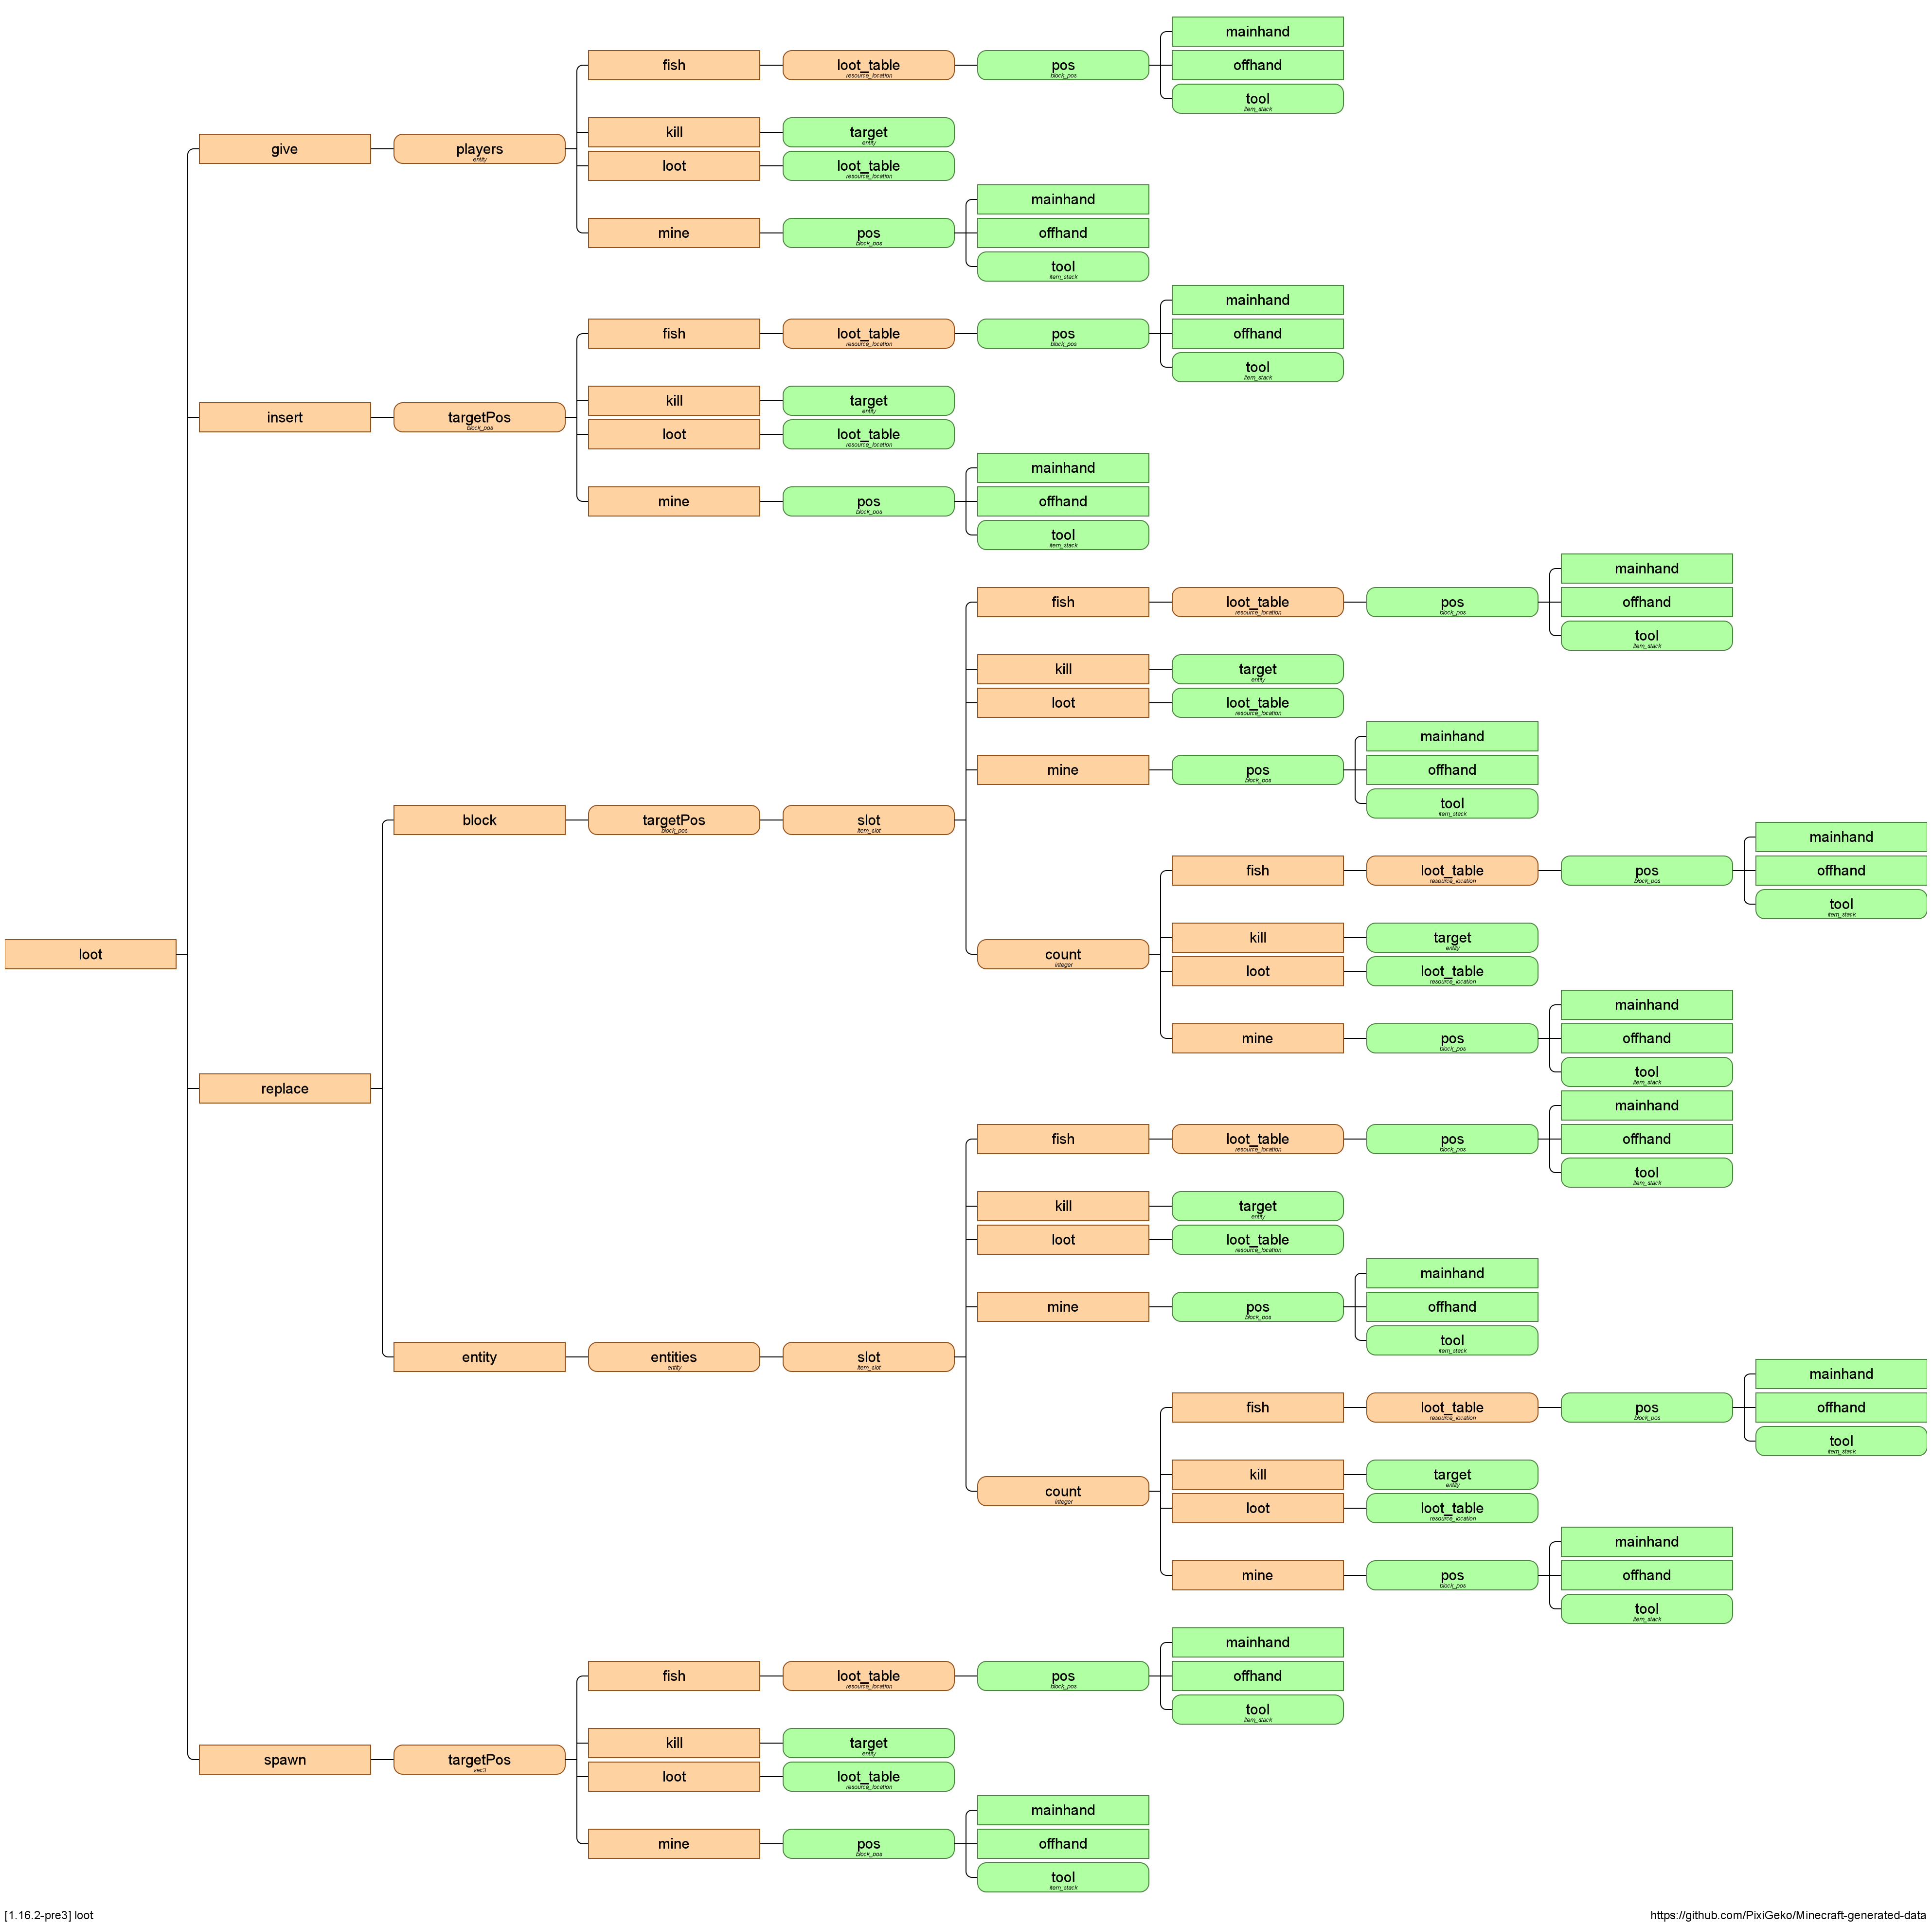 mainhand
fish
loot_table
resource_location
pos
block_pos
offhand
tool
item_stack
kill
target
entity
give
players
entity
loot
loot_table
resource_location
mainhand
mine
pos
block_pos
offhand
tool
item_stack
mainhand
fish
loot_table
resource_location
pos
block_pos
offhand
tool
item_stack
kill
target
entity
insert
targetPos
block_pos
loot
loot_table
resource_location
mainhand
mine
pos
block_pos
offhand
tool
item_stack
mainhand
fish
loot_table
resource_location
pos
block_pos
offhand
tool
item_stack
kill
target
entity
loot
loot_table
resource_location
mainhand
mine
pos
block_pos
offhand
tool
item_stack
block
targetPos
block_pos
slot
item_slot
mainhand
fish
loot_table
resource_location
pos
block_pos
offhand
tool
item_stack
kill
target
entity
loot
count
integer
loot
loot_table
resource_location
mainhand
mine
pos
block_pos
offhand
tool
item_stack
replace
mainhand
fish
loot_table
resource_location
pos
block_pos
offhand
tool
item_stack
kill
target
entity
loot
loot_table
resource_location
mainhand
mine
pos
block_pos
offhand
tool
item_stack
entity
entities
entity
slot
item_slot
mainhand
fish
loot_table
resource_location
pos
block_pos
offhand
tool
item_stack
kill
target
entity
count
integer
loot
loot_table
resource_location
mainhand
mine
pos
block_pos
offhand
tool
item_stack
mainhand
fish
loot_table
resource_location
pos
block_pos
offhand
tool
item_stack
kill
target
entity
spawn
targetPos
vec3
loot
loot_table
resource_location
mainhand
mine
pos
block_pos
offhand
tool
item_stack
[1.16.2-pre3] loot
https://github.com/PixiGeko/Minecraft-generated-data